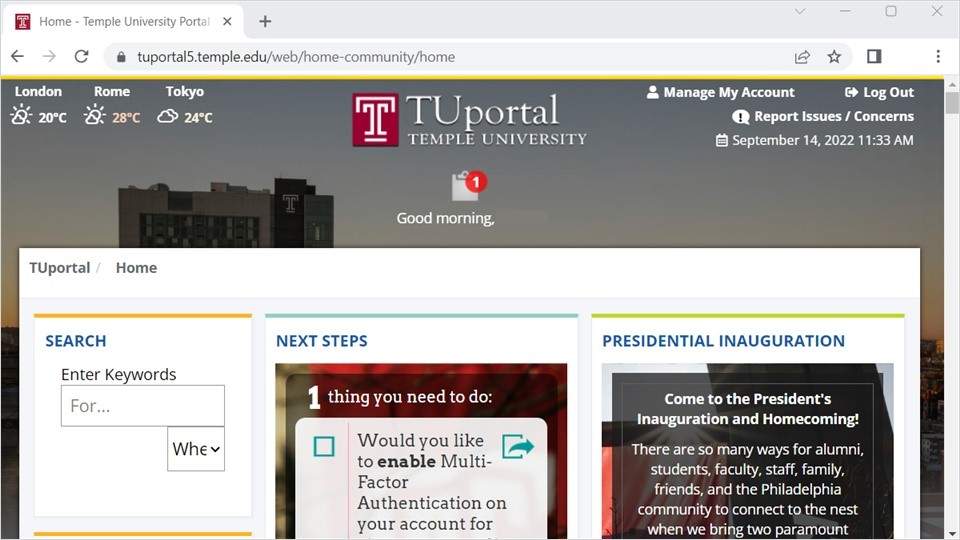 Home - Temple University Portal
tuportal5.temple.edu/web/home-community/home
London Rome Tokyo
20°C 28°C 24°C
TUportal
TEMPLE UNIVERSITY
Manage My Account Log Out
Report Issues / Concerns
September 14, 2022 11:33 AM
1
Good morning,
TUportal / Home
SEARCH
Enter Keywords
For...
Whe
NEXT STEPS
1 thing you need to do:
Would you like
to enable Multi-
Factor
Authentication on
your account for
PRESIDENTIAL INAUGURATION
Come to the President's
Inauguration and Homecoming!
There are so many ways for alumni,
students, faculty, staff, family,
friends, and the Philadelphia
community to connect to the nest
when we bring two paramount